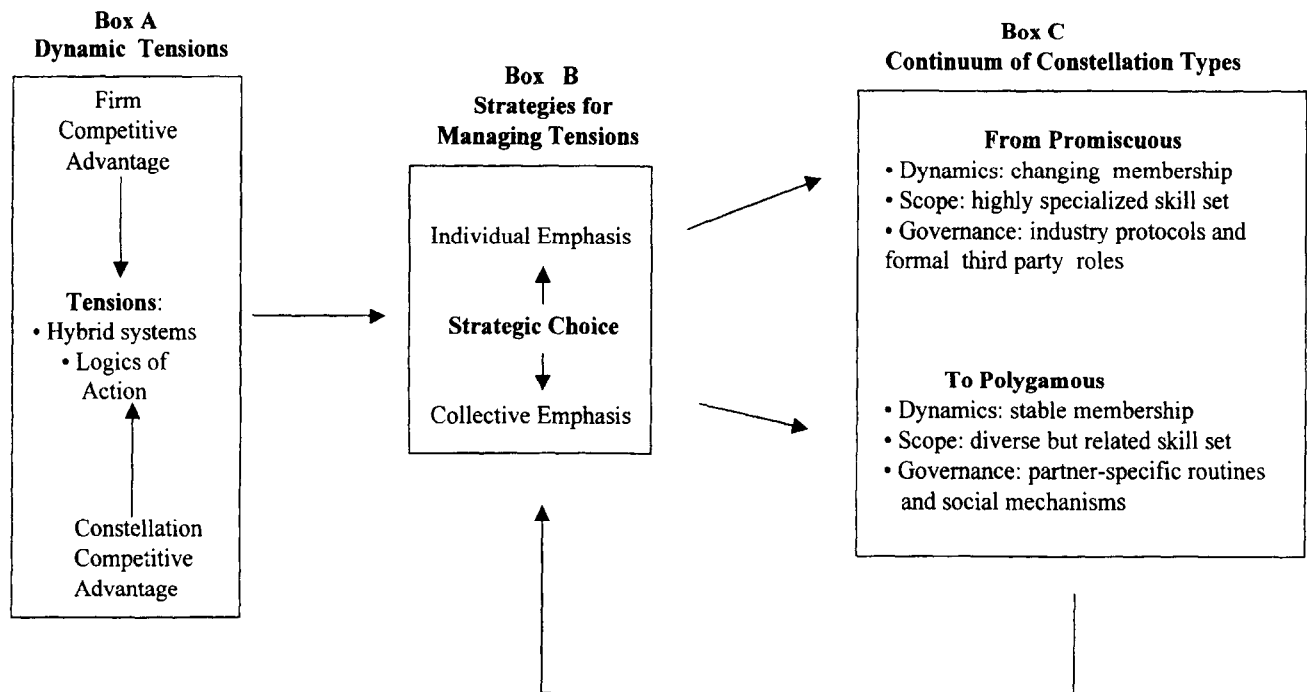 Box A
Dynamic Tensions
Firm
Competitive
Advantage
Tensions:
• Hybrid systems
• Logics of
Action
Constellation
Competitive
Advantage
Box B
Strategies for
Managing Tensions
Individual Emphasis
Strategic Choice
Collective Emphasis
Box C
Continuum of Constellation Types
From Promiscuous
• Dynamics: changing membership
• Scope: highly specialized skill set
• Governance: industry protocols and
formal third party roles
To Polygamous
• Dynamics: stable membership
• Scope: diverse but related skill set
• Governance: partner-specific routines
and social mechanisms